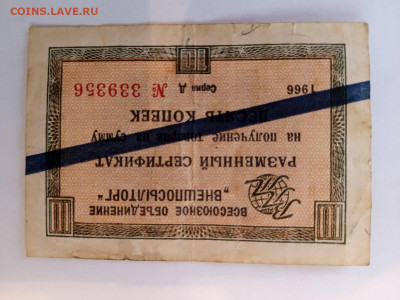 COINS.LAVE.RU
ВСЕСОЮЗНОЕ ОБЪЕДИНЕНИЕ
"ВНЕШПОСЫЛТОРГ"
РАЗМЕННЫЙ СЕРТИФИКАТ
на получение товаров на сумму
ДЕСЯТЬ КОПЕЕК
1966 Серия Д № 339356